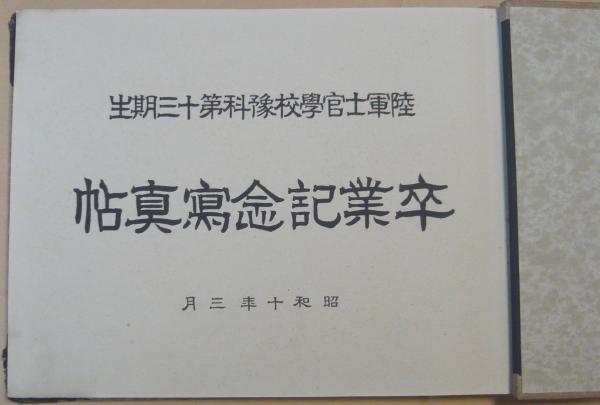 陸軍士官學校豫科第十三期生
卒業記念寫真帖
昭和十年三月